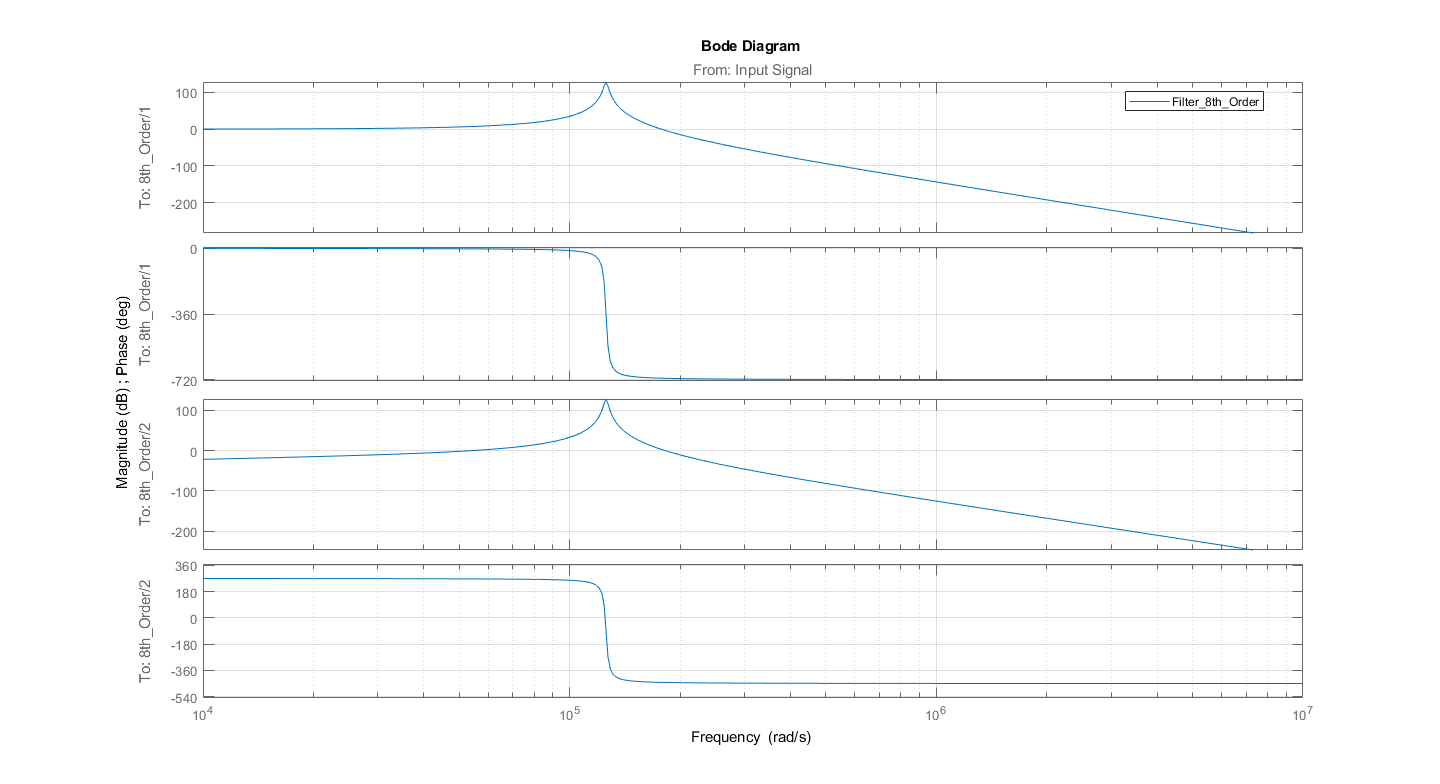 Bode Diagram
From: Input Signal
Filter_8th_Order
Magnitude (dB) ; Phase (deg)
To: 8th_Order/1
100
0
-100
-200
To: 8th_Order/1
0
-360
-720
To: 8th_Order/2
100
0
-100
-200
To: 8th_Order/2
360
180
0
-180
-360
-540
10^4 10^5 10^6 10^7
Frequency (rad/s)